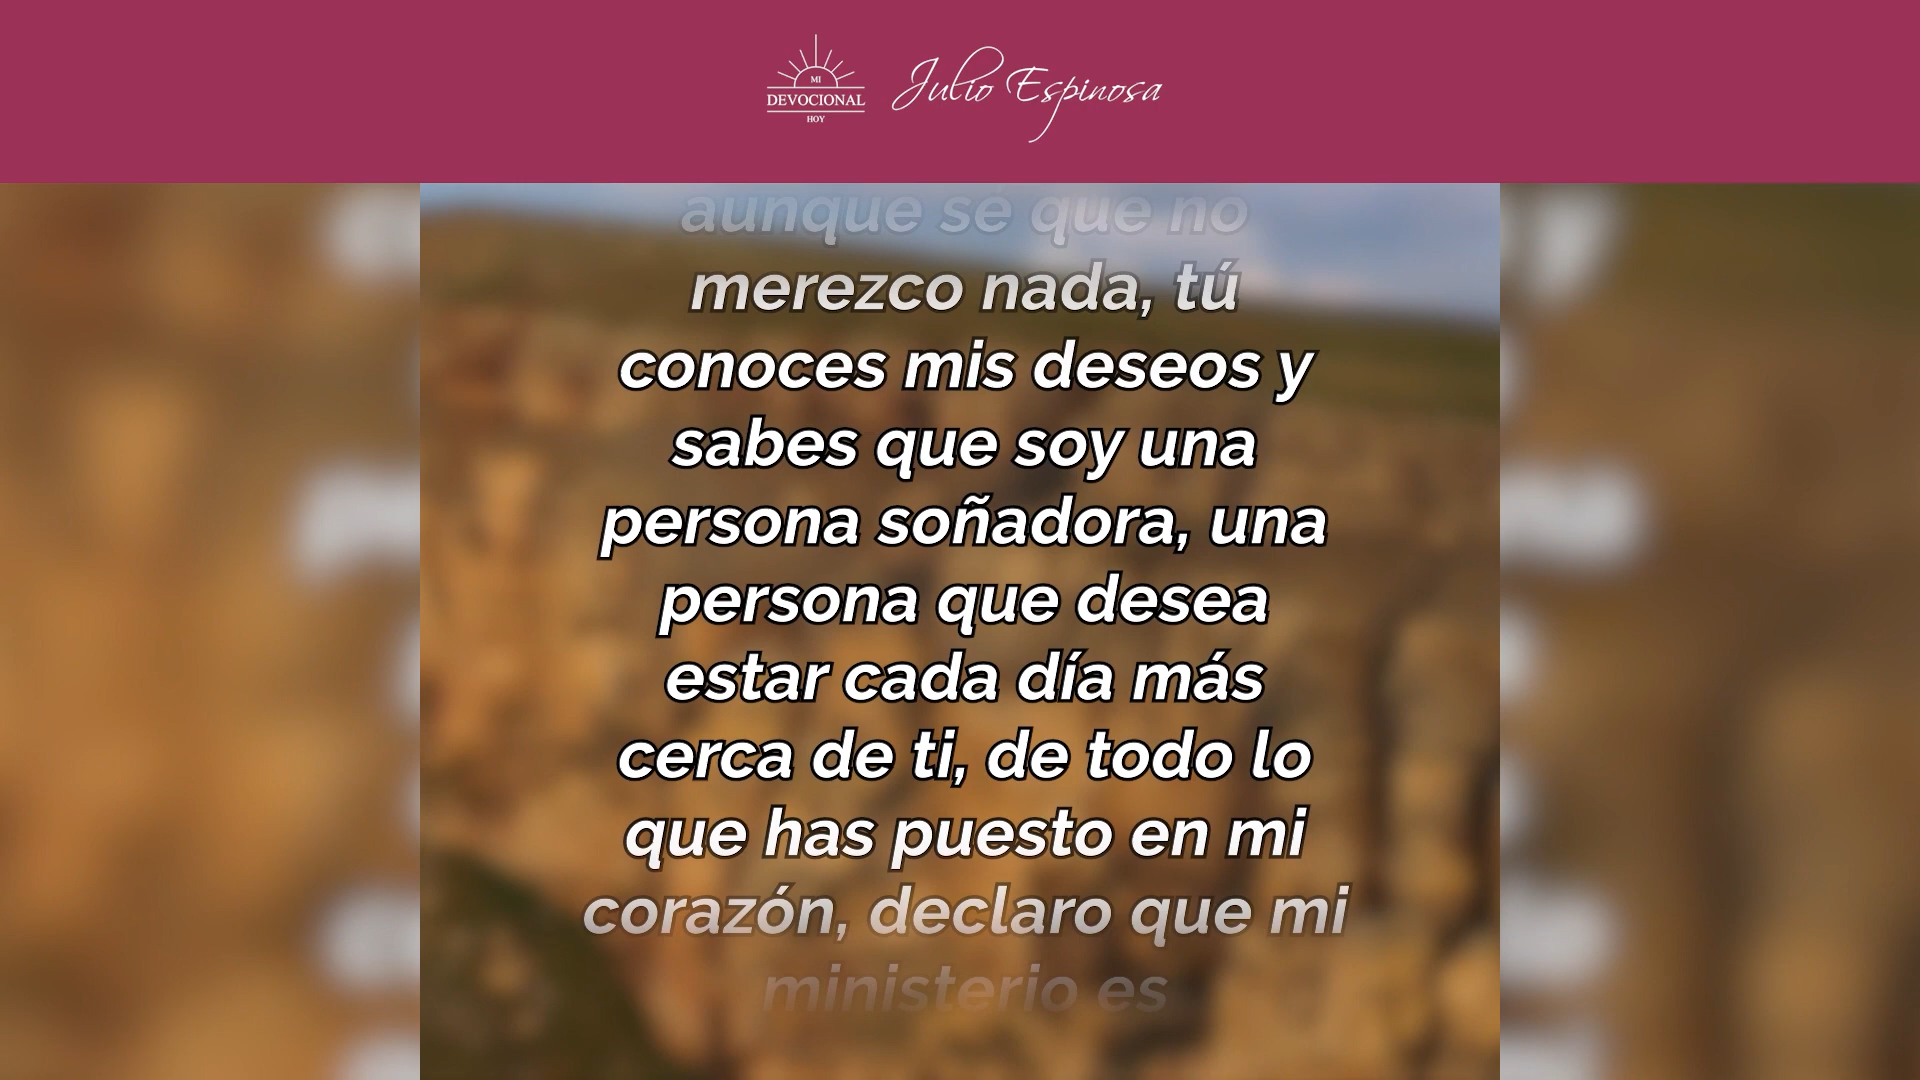 MI
DEVOCIONAL
HOY
Julio Espinosa
aunque sé que no
merezco nada, tú
conoces mis deseos y
sabes que soy una
persona soñadora, una
persona que desea
estar cada día más
cerca de ti, de todo lo
que has puesto en mi
corazón, declaro que mi
ministerio es